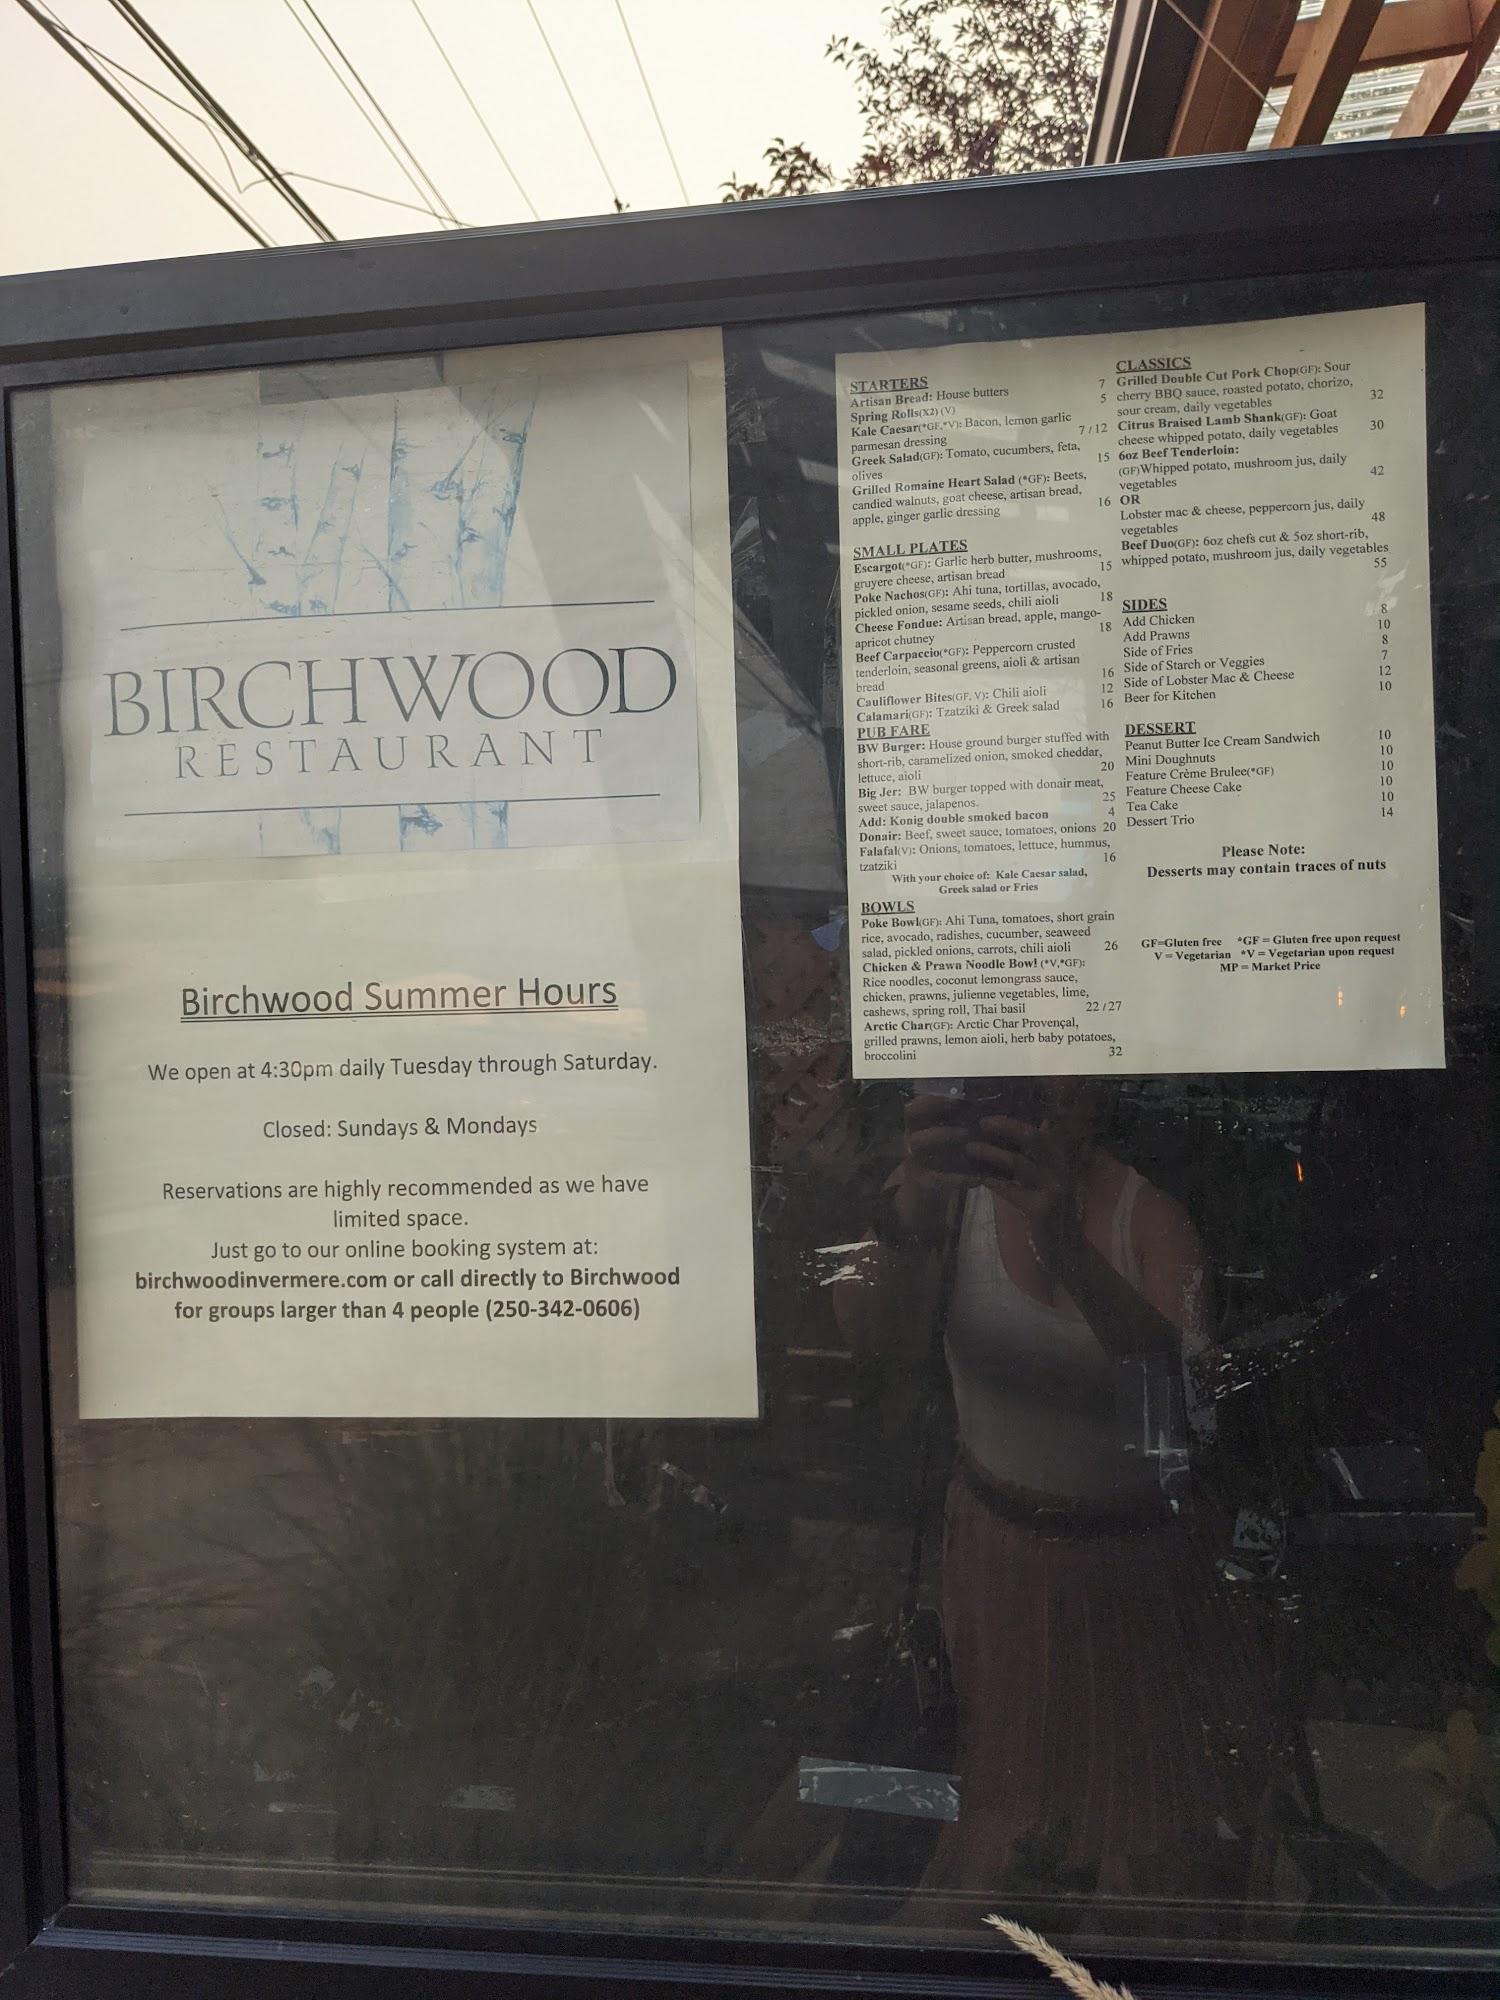 BIRCHWOOD
RESTAURANT
Birchwood Summer Hours
We open at 4:30pm daily Tuesday through Saturday.
Closed: Sundays & Mondays
Reservations are highly recommended as we have
limited space.
Just go to our online booking system at:
birchwoodinvermere.com or call directly to Birchwood
for groups larger than 4 people (250-342-0606)
STARTERS
Artisan Bread: House butters 7
Spring Rolls(X2) (V) 5
Kale Caesar(*GF,*V): Bacon, lemon garlic
parmesan dressing 7 / 12
Greek Salad(GF): Tomato, cucumbers, feta,
olives 15
Grilled Romaine Heart Salad (*GF): Beets,
candied walnuts, goat cheese, artisan bread,
apple, ginger garlic dressing 16
SMALL PLATES
Escargot(*GF): Garlic herb butter, mushrooms,
gruyere cheese, artisan bread 15
Poke Nachos(GF): Ahi tuna, tortillas, avocado,
pickled onion, sesame seeds, chili aioli 18
Cheese Fondue: Artisan bread, apple, mango-
apricot chutney 18
Beef Carpaccio(*GF): Peppercorn crusted
tenderloin, seasonal greens, aioli & artisan
bread 16
Cauliflower Bites(GF, V): Chili aioli 12
Calamari(GF): Tzatziki & Greek salad 16
PUB FARE
BW Burger: House ground burger stuffed with
short-rib, caramelized onion, smoked cheddar,
lettuce, aioli 20
Big Jer: BW burger topped with donair meat,
sweet sauce, jalapenos. 25
Add: Konig double smoked bacon 4
Donair: Beef, sweet sauce, tomatoes, onions 20
Falafal(V): Onions, tomatoes, lettuce, hummus,
tzatziki 16
With your choice of: Kale Caesar salad,
Greek salad or Fries
BOWLS
Poke Bowl(GF): Ahi Tuna, tomatoes, short grain
rice, avocado, radishes, cucumber, seaweed
salad, pickled onions, carrots, chili aioli 26
Chicken & Prawn Noodle Bowl (*V,*GF):
Rice noodles, coconut lemongrass sauce,
chicken, prawns, julienne vegetables, lime,
cashews, spring roll, Thai basil 22 / 27
Arctic Char(GF): Arctic Char Provençal,
grilled prawns, lemon aioli, herb baby potatoes,
broccolini 32
CLASSICS
Grilled Double Cut Pork Chop(GF): Sour
cherry BBQ sauce, roasted potato, chorizo,
sour cream, daily vegetables 32
Citrus Braised Lamb Shank(GF): Goat
cheese whipped potato, daily vegetables 30
6oz Beef Tenderloin:
(GF)Whipped potato, mushroom jus, daily
vegetables 42
OR
Lobster mac & cheese, peppercorn jus, daily
vegetables 48
Beef Duo(GF): 6oz chefs cut & 5oz short-rib,
whipped potato, mushroom jus, daily vegetables
55
SIDES
Add Chicken 8
Add Prawns 10
Side of Fries 8
Side of Starch or Veggies 7
Side of Lobster Mac & Cheese 12
Beer for Kitchen 10
DESSERT
Peanut Butter Ice Cream Sandwich 10
Mini Doughnuts 10
Feature Crème Brulee(*GF) 10
Feature Cheese Cake 10
Tea Cake 10
Dessert Trio 14
Please Note:
Desserts may contain traces of nuts
GF=Gluten free *GF = Gluten free upon request
V = Vegetarian *V = Vegetarian upon request
MP = Market Price